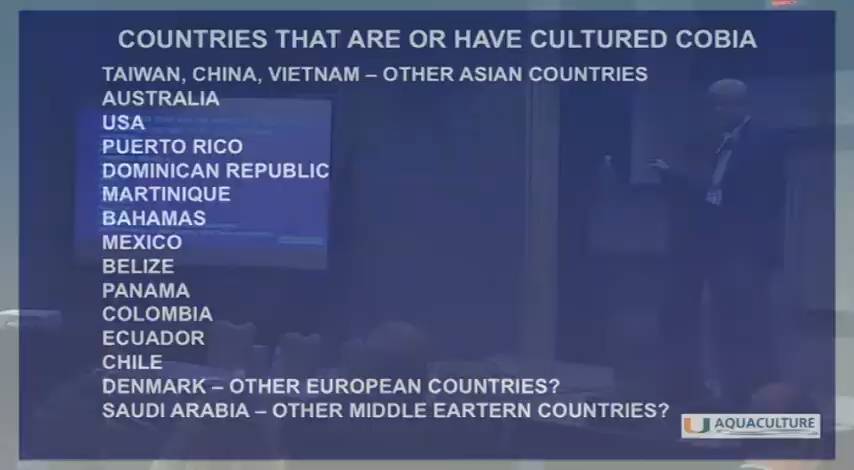 COUNTRIES THAT ARE OR HAVE CULTURED COBIA
TAIWAN, CHINA, VIETNAM – OTHER ASIAN COUNTRIES
AUSTRALIA
USA
PUERTO RICO
DOMINICAN REPUBLIC
MARTINIQUE
BAHAMAS
MEXICO
BELIZE
PANAMA
COLOMBIA
ECUADOR
CHILE
DENMARK – OTHER EUROPEAN COUNTRIES?
SAUDI ARABIA – OTHER MIDDLE EARTERN COUNTRIES?
U AQUACULTURE